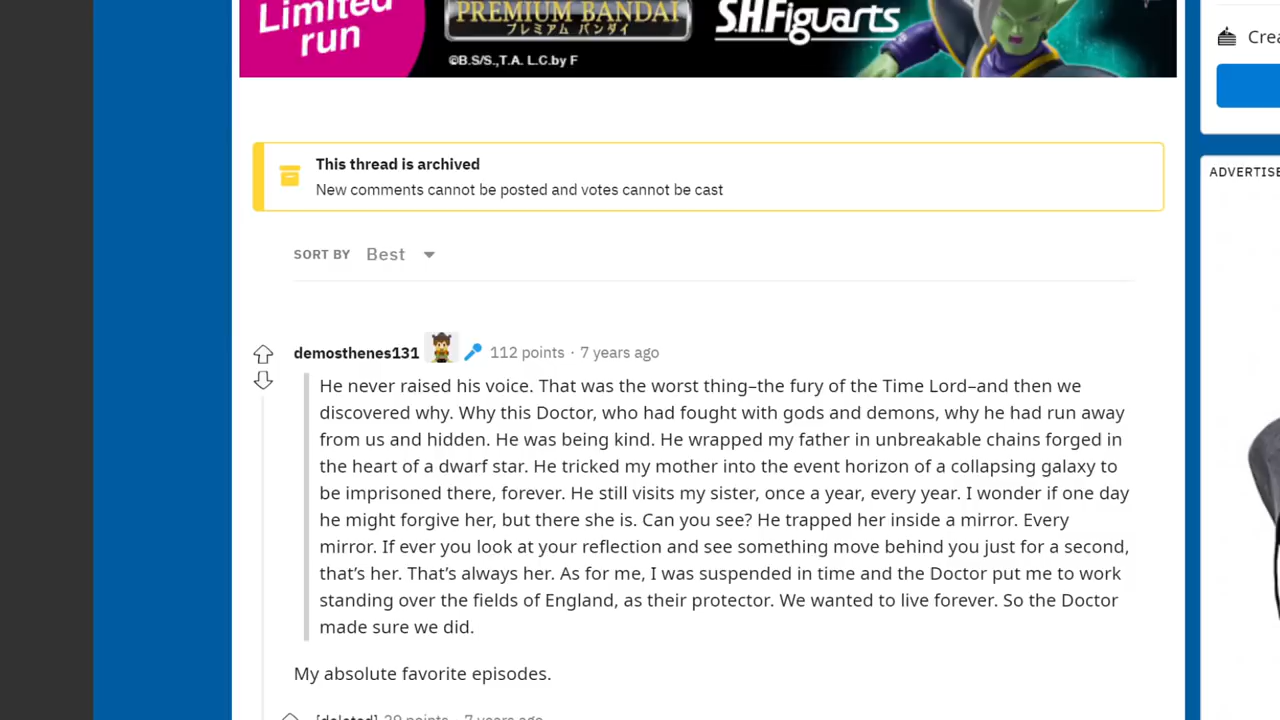 Limited
run
PREMIUM BANDAI
プレミアム バンダイ
S.H.Figuarts
©B.S/S.,T.A. L.C.by F
This thread is archived
New comments cannot be posted and votes cannot be cast
SORT BY Best
demosthenes131 112 points · 7 years ago
He never raised his voice. That was the worst thing–the fury of the Time Lord–and then we
discovered why. Why this Doctor, who had fought with gods and demons, why he had run away
from us and hidden. He was being kind. He wrapped my father in unbreakable chains forged in
the heart of a dwarf star. He tricked my mother into the event horizon of a collapsing galaxy to
be imprisoned there, forever. He still visits my sister, once a year, every year. I wonder if one day
he might forgive her, but there she is. Can you see? He trapped her inside a mirror. Every
mirror. If ever you look at your reflection and see something move behind you just for a second,
that’s her. That’s always her. As for me, I was suspended in time and the Doctor put me to work
standing over the fields of England, as their protector. We wanted to live forever. So the Doctor
made sure we did.
My absolute favorite episodes.
[deleted] 29 points · 7 years ago
Crea
ADVERTISE